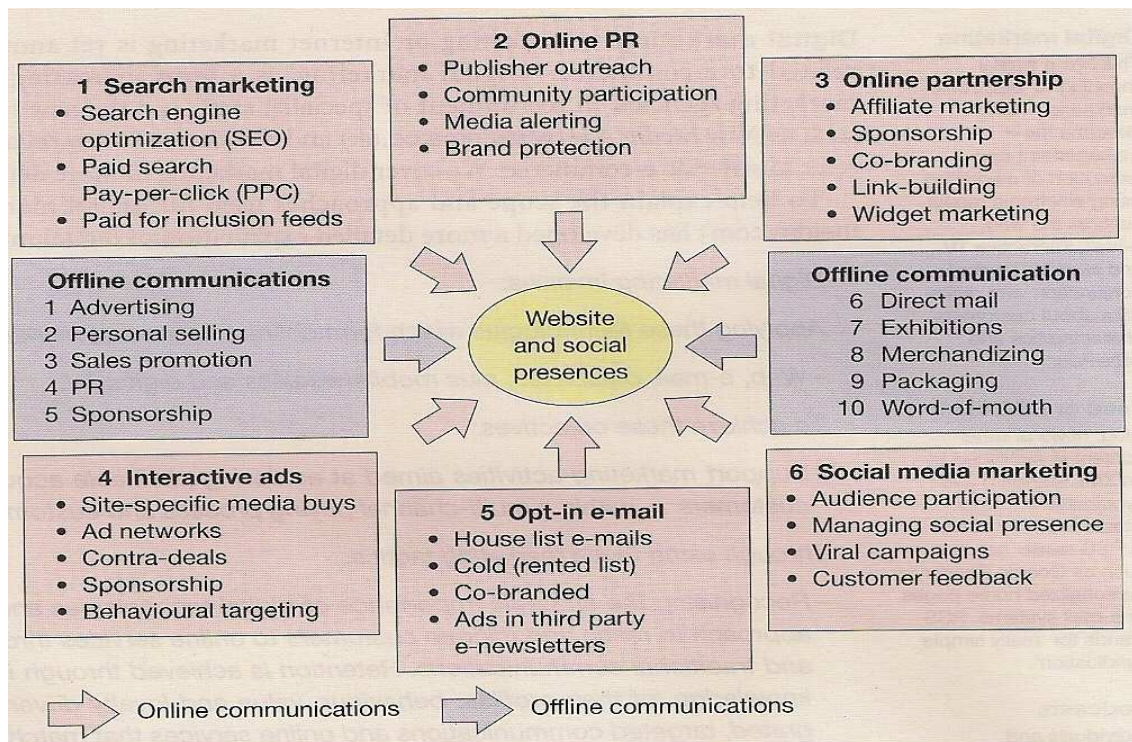 1 Search marketing
• Search engine
optimization (SEO)
• Paid search
Pay-per-click (PPC)
• Paid for inclusion feeds
2 Online PR
• Publisher outreach
• Community participation
• Media alerting
• Brand protection
3 Online partnership
• Affiliate marketing
• Sponsorship
• Co-branding
• Link-building
• Widget marketing
Offline communications
1 Advertising
2 Personal selling
3 Sales promotion
4 PR
5 Sponsorship
Website
and social
presences
Offline communication
6 Direct mail
7 Exhibitions
8 Merchandizing
9 Packaging
10 Word-of-mouth
4 Interactive ads
• Site-specific media buys
• Ad networks
• Contra-deals
• Sponsorship
• Behavioural targeting
5 Opt-in e-mail
• House list e-mails
• Cold (rented list)
• Co-branded
• Ads in third party
e-newsletters
6 Social media marketing
• Audience participation
• Managing social presence
• Viral campaigns
• Customer feedback
Online communications
Offline communications